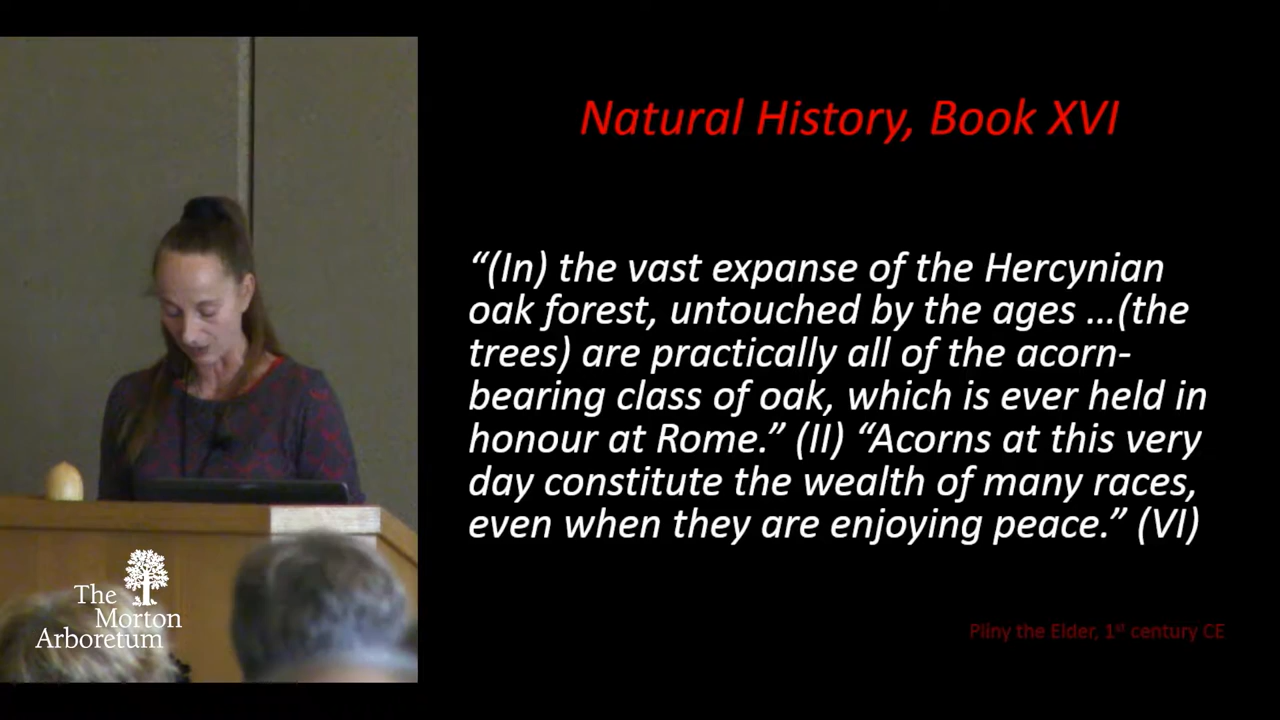 Natural History, Book XVI
“(In) the vast expanse of the Hercynian
oak forest, untouched by the ages ...(the
trees) are practically all of the acorn-
bearing class of oak, which is ever held in
honour at Rome.” (II) “Acorns at this very
day constitute the wealth of many races,
even when they are enjoying peace.” (VI)
Pliny the Elder, 1st century CE
The
Morton
Arboretum